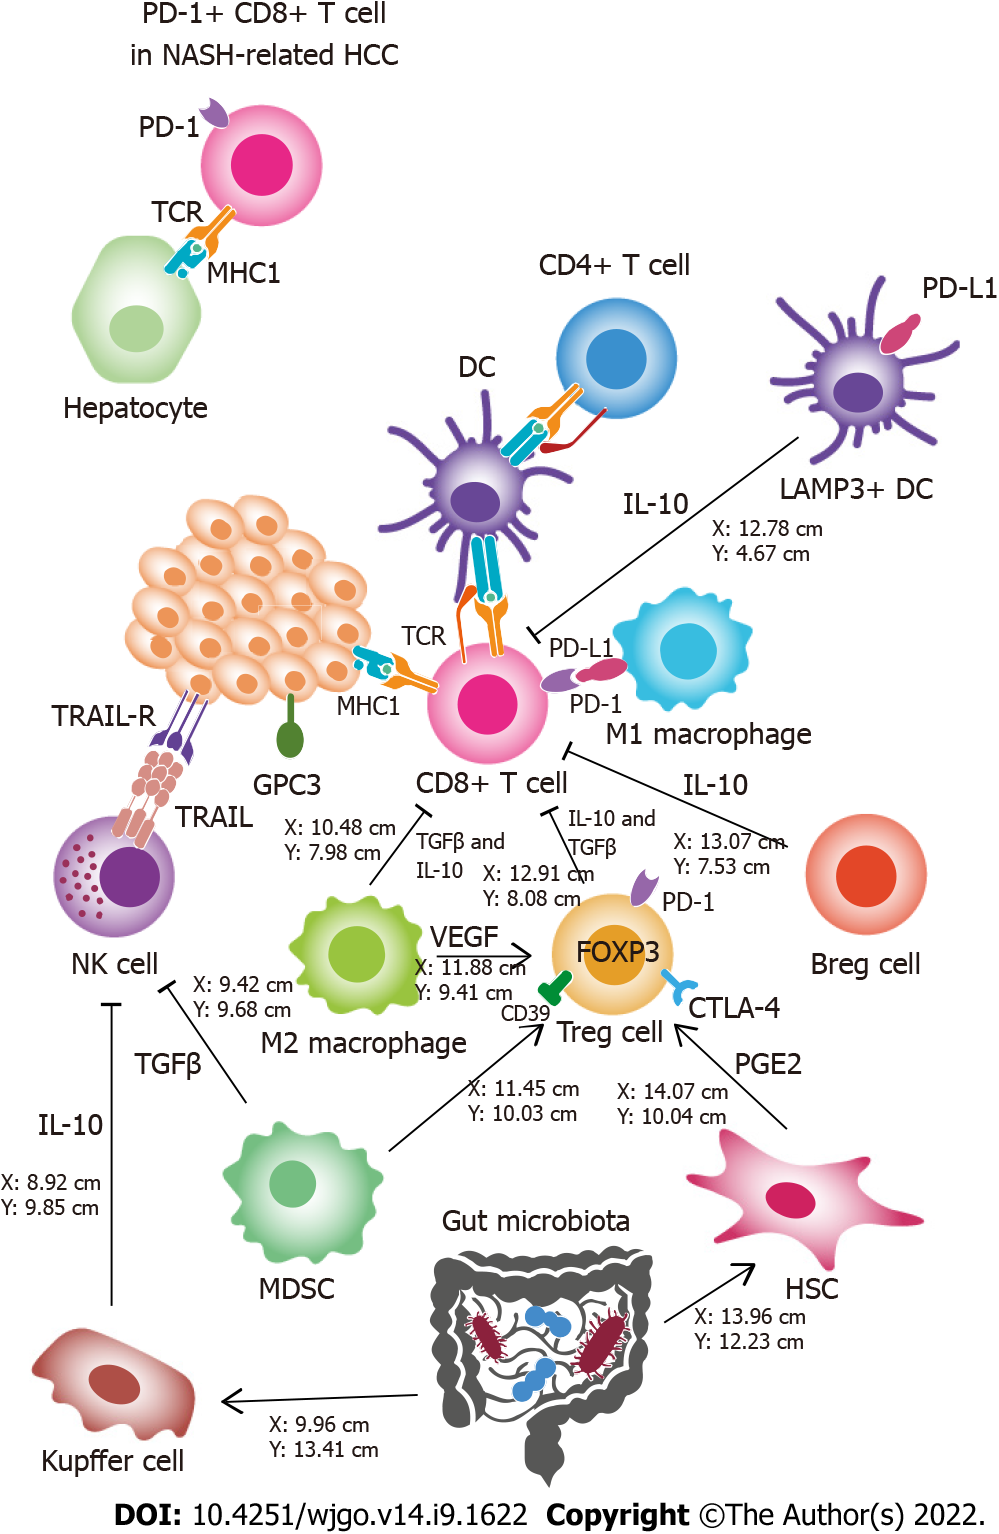 PD-1+ CD8+ T cell
in NASH-related HCC
PD-1
TCR
MHC1
Hepatocyte
CD4+ T cell
DC
PD-L1
LAMP3+ DC
IL-10
X: 12.78 cm
Y: 4.67 cm
TCR
PD-L1
PD-1
MHC1
M1 macrophage
TRAIL-R
GPC3
CD8+ T cell
IL-10
TRAIL
X: 10.48 cm
Y: 7.98 cm
TGFβ and
IL-10
IL-10 and
TGFβ
X: 13.07 cm
Y: 7.53 cm
X: 12.91 cm
Y: 8.08 cm
PD-1
NK cell
VEGF
FOXP3
Breg cell
X: 11.88 cm
Y: 9.41 cm
X: 9.42 cm
Y: 9.68 cm
CD39
CTLA-4
M2 macrophage
Treg cell
TGFβ
PGE2
X: 11.45 cm
Y: 10.03 cm
X: 14.07 cm
Y: 10.04 cm
IL-10
X: 8.92 cm
Y: 9.85 cm
Gut microbiota
MDSC
HSC
X: 13.96 cm
Y: 12.23 cm
X: 9.96 cm
Y: 13.41 cm
Kupffer cell
DOI: 10.4251/wjgo.v14.i9.1622 Copyright ©The Author(s) 2022.